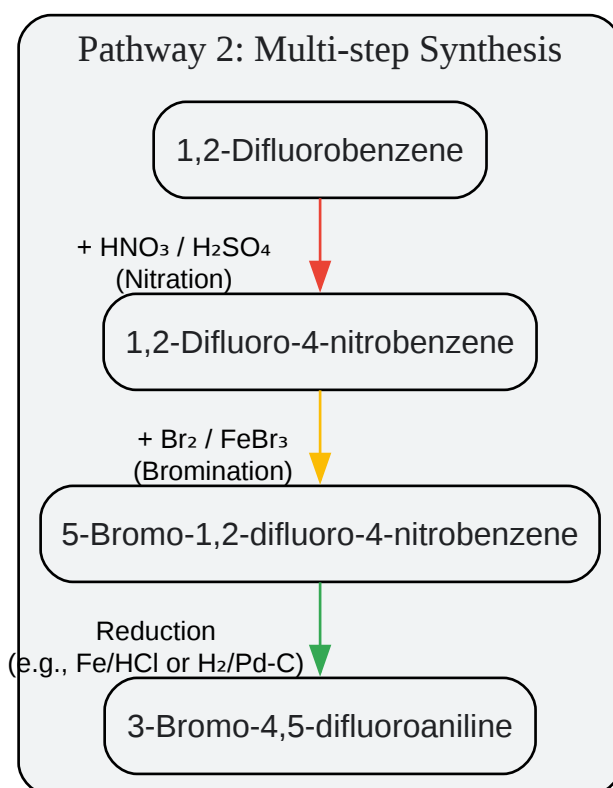 Pathway 2: Multi-step Synthesis
1,2-Difluorobenzene
+ HNO₃ / H₂SO₄
(Nitration)
1,2-Difluoro-4-nitrobenzene
+ Br₂ / FeBr₃
(Bromination)
5-Bromo-1,2-difluoro-4-nitrobenzene
Reduction
(e.g., Fe/HCl or H₂/Pd-C)
3-Bromo-4,5-difluoroaniline